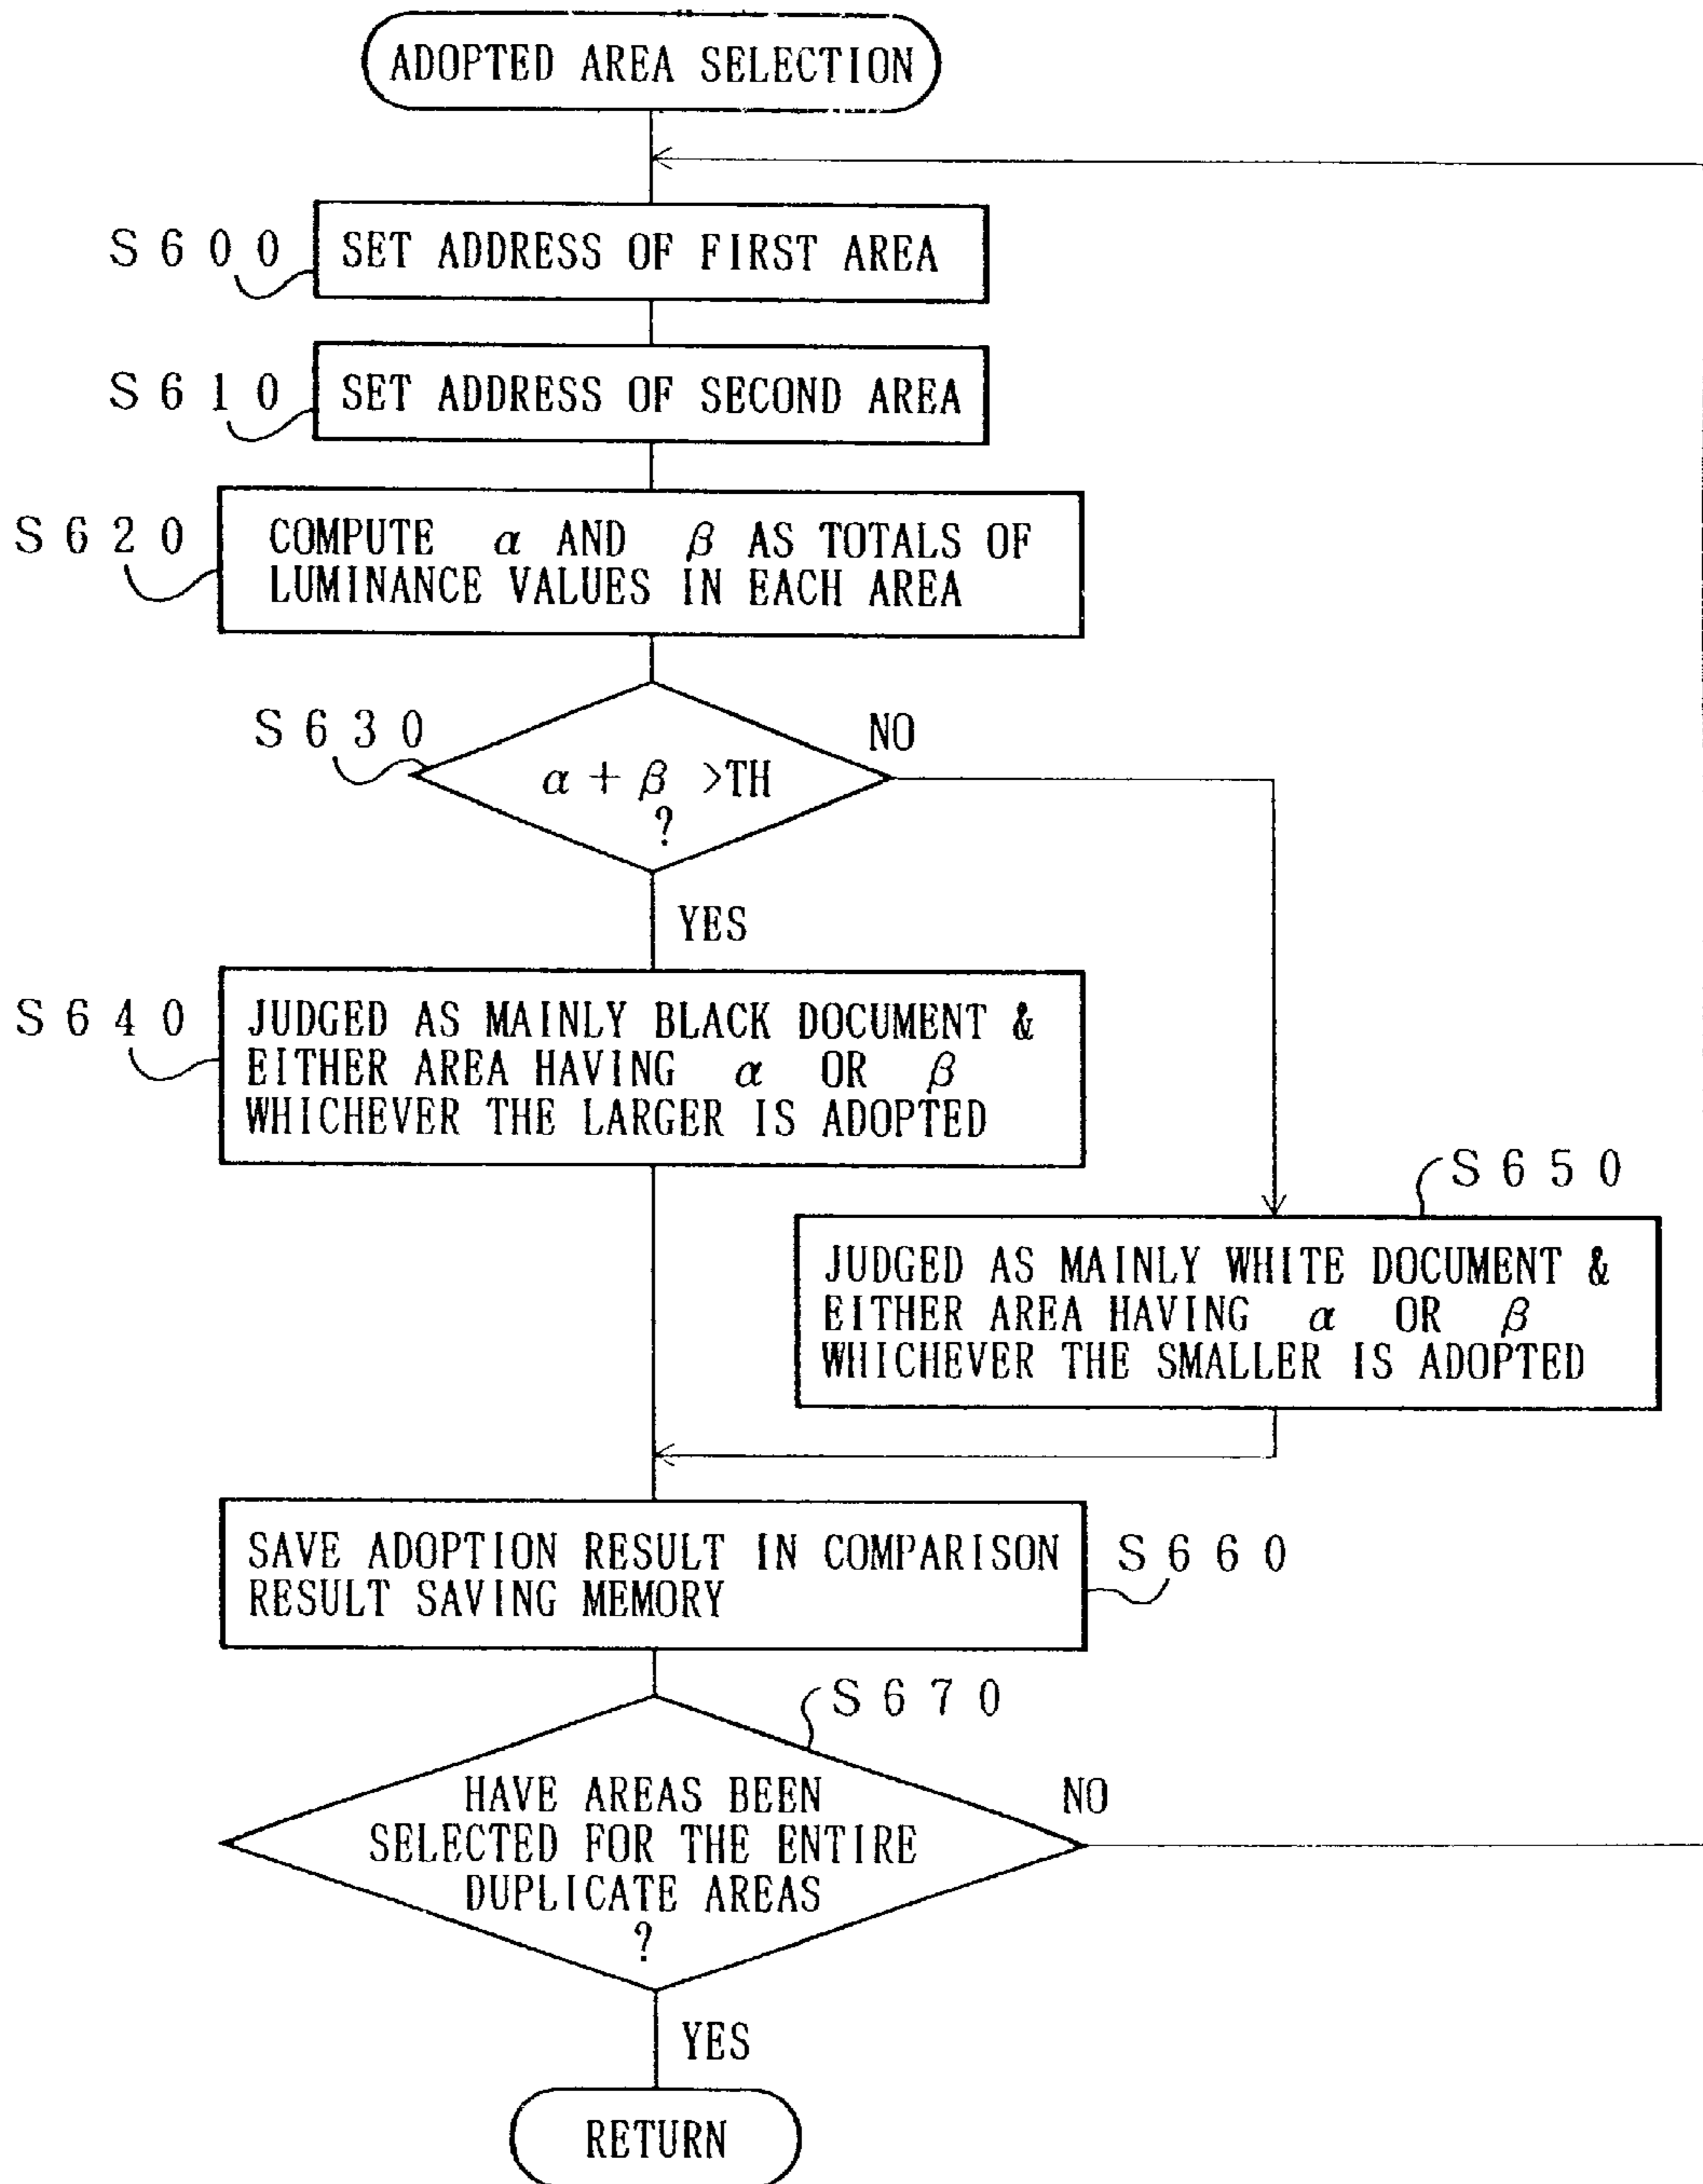 ADOPTED AREA SELECTION
S600
SET ADDRESS OF FIRST AREA
S610
SET ADDRESS OF SECOND AREA
S620
COMPUTE α AND β AS TOTALS OF
LUMINANCE VALUES IN EACH AREA
S630
NO
α + β >TH
?
YES
S640
JUDGED AS MAINLY BLACK DOCUMENT &
EITHER AREA HAVING α OR β
WHICHEVER THE LARGER IS ADOPTED
S650
JUDGED AS MAINLY WHITE DOCUMENT &
EITHER AREA HAVING α OR β
WHICHEVER THE SMALLER IS ADOPTED
SAVE ADOPTION RESULT IN COMPARISON
RESULT SAVING MEMORY
S660
S670
HAVE AREAS BEEN
SELECTED FOR THE ENTIRE
DUPLICATE AREAS
?
NO
YES
RETURN